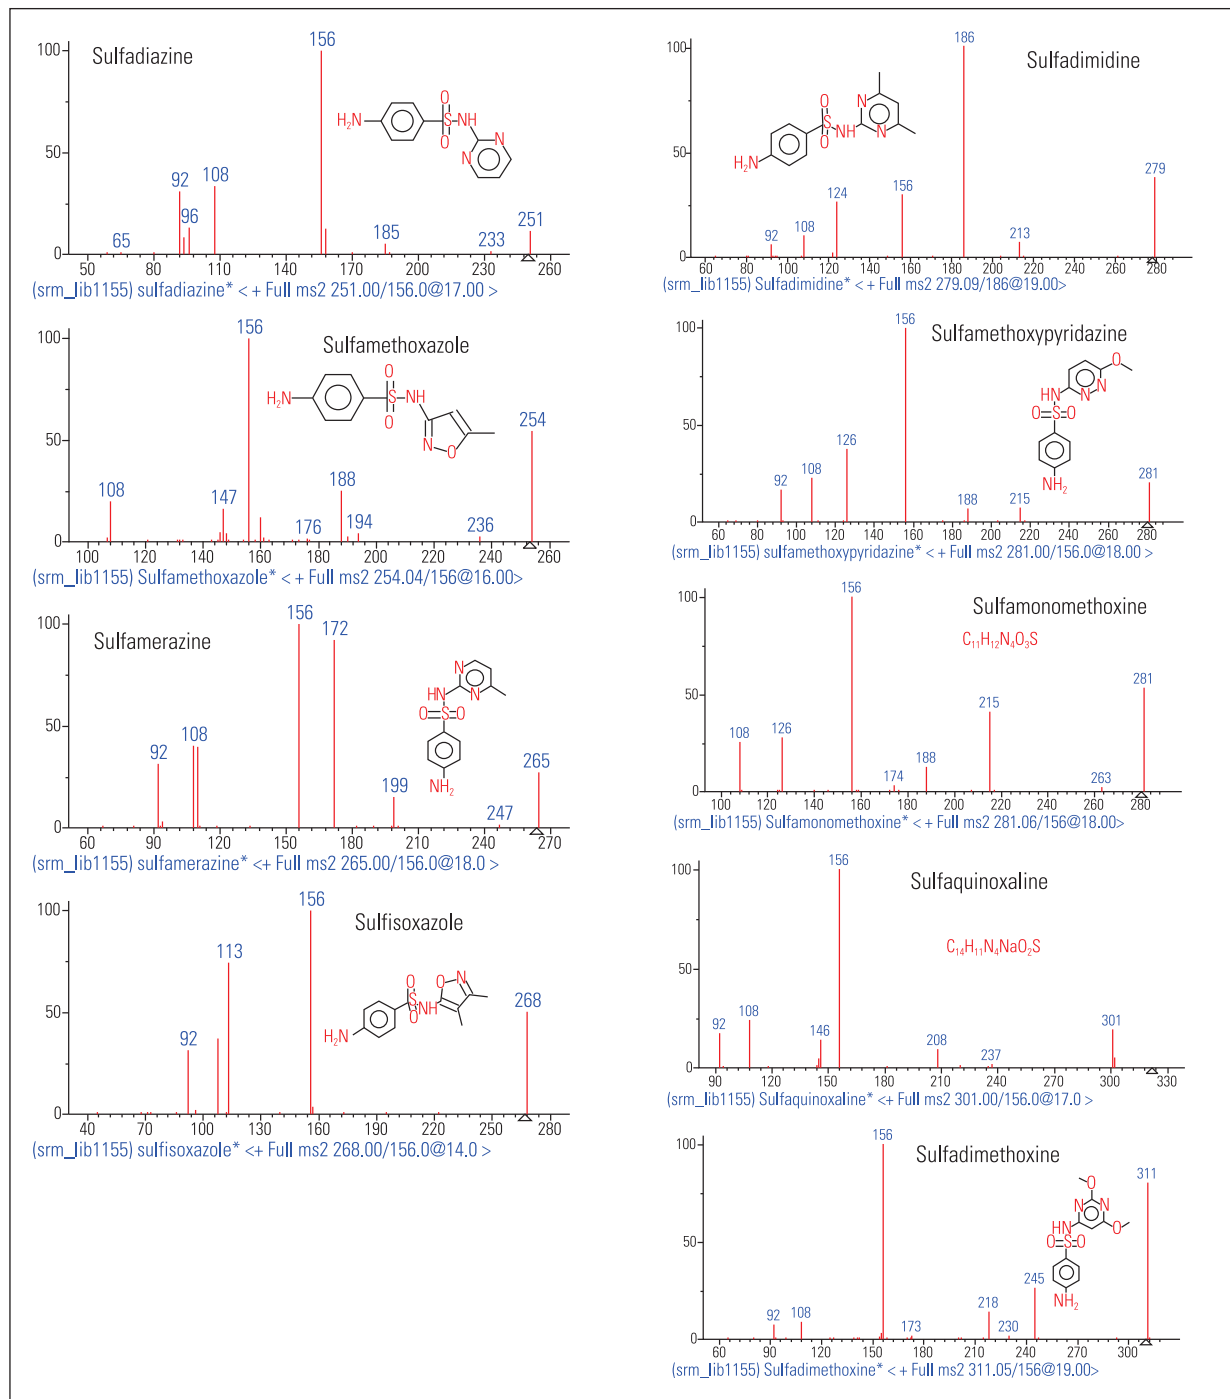 Sulfadiazine
156
100
50
0
92
96
108
65
185
233
251
H₂N
O
S
O
NH
N
N
50 80 110 140 170 200 230 260
(srm_lib1155) sulfadiazine* < + Full ms2 251.00/156.0@17.00 >
Sulfamethoxazole
156
100
50
0
108
147
176
188
194
236
254
H₂N
O
S
O
NH
N
O
100 120 140 160 180 200 220 240 260
(srm_lib1155) Sulfamethoxazole* < + Full ms2 254.04/156@16.00>
Sulfamerazine
156
172
100
50
0
92
108
199
247
265
N
HN
N
O=S=O
NH₂
60 90 120 150 180 210 240 270
(srm_lib1155) sulfamerazine* <+ Full ms2 265.00/156.0@18.0 >
Sulfisoxazole
156
100
50
0
92
113
268
O
N
O
S
NH
O
H₂N
40 70 100 130 160 190 220 250 280
(srm_lib1155) sulfisoxazole* <+ Full ms2 268.00/156.0@14.0 >
Sulfadimidine
186
100
50
0
92
108
124
156
213
279
N
O
S
N
O
NH
H₂N
60 80 100 120 140 160 180 200 220 240 260 280
(srm_lib1155) Sulfadimidine* < + Full ms2 279.09/186@19.00>
Sulfamethoxypyridazine
156
100
50
0
92
108
126
188
215
281
O
HN
N
N
O=S=O
NH₂
60 80 100 120 140 160 180 200 220 240 260 280
(srm_lib1155) sulfamethoxypyridazine* < + Full ms2 281.00/156.0@18.00 >
Sulfamonomethoxine
C₁₁H₁₂N₄O₃S
156
100
50
0
108
126
174
188
215
263
281
100 120 140 160 180 200 220 240 260 280
(srm_lib1155) Sulfamonomethoxine* < + Full ms2 281.06/156@18.00>
Sulfaquinoxaline
C₁₄H₁₁N₄NaO₂S
156
100
50
0
92
108
146
208
237
301
90 120 150 180 210 240 270 300 330
(srm_lib1155) Sulfaquinoxaline* <+ Full ms2 301.00/156.0@17.0 >
Sulfadimethoxine
156
100
50
0
92
108
173
218
230
245
311
O
N
N
HN
O
O=S=O
NH₂
60 90 120 150 180 210 240 270 300
(srm_lib1155) Sulfadimethoxine* < + Full ms2 311.05/156@19.00>